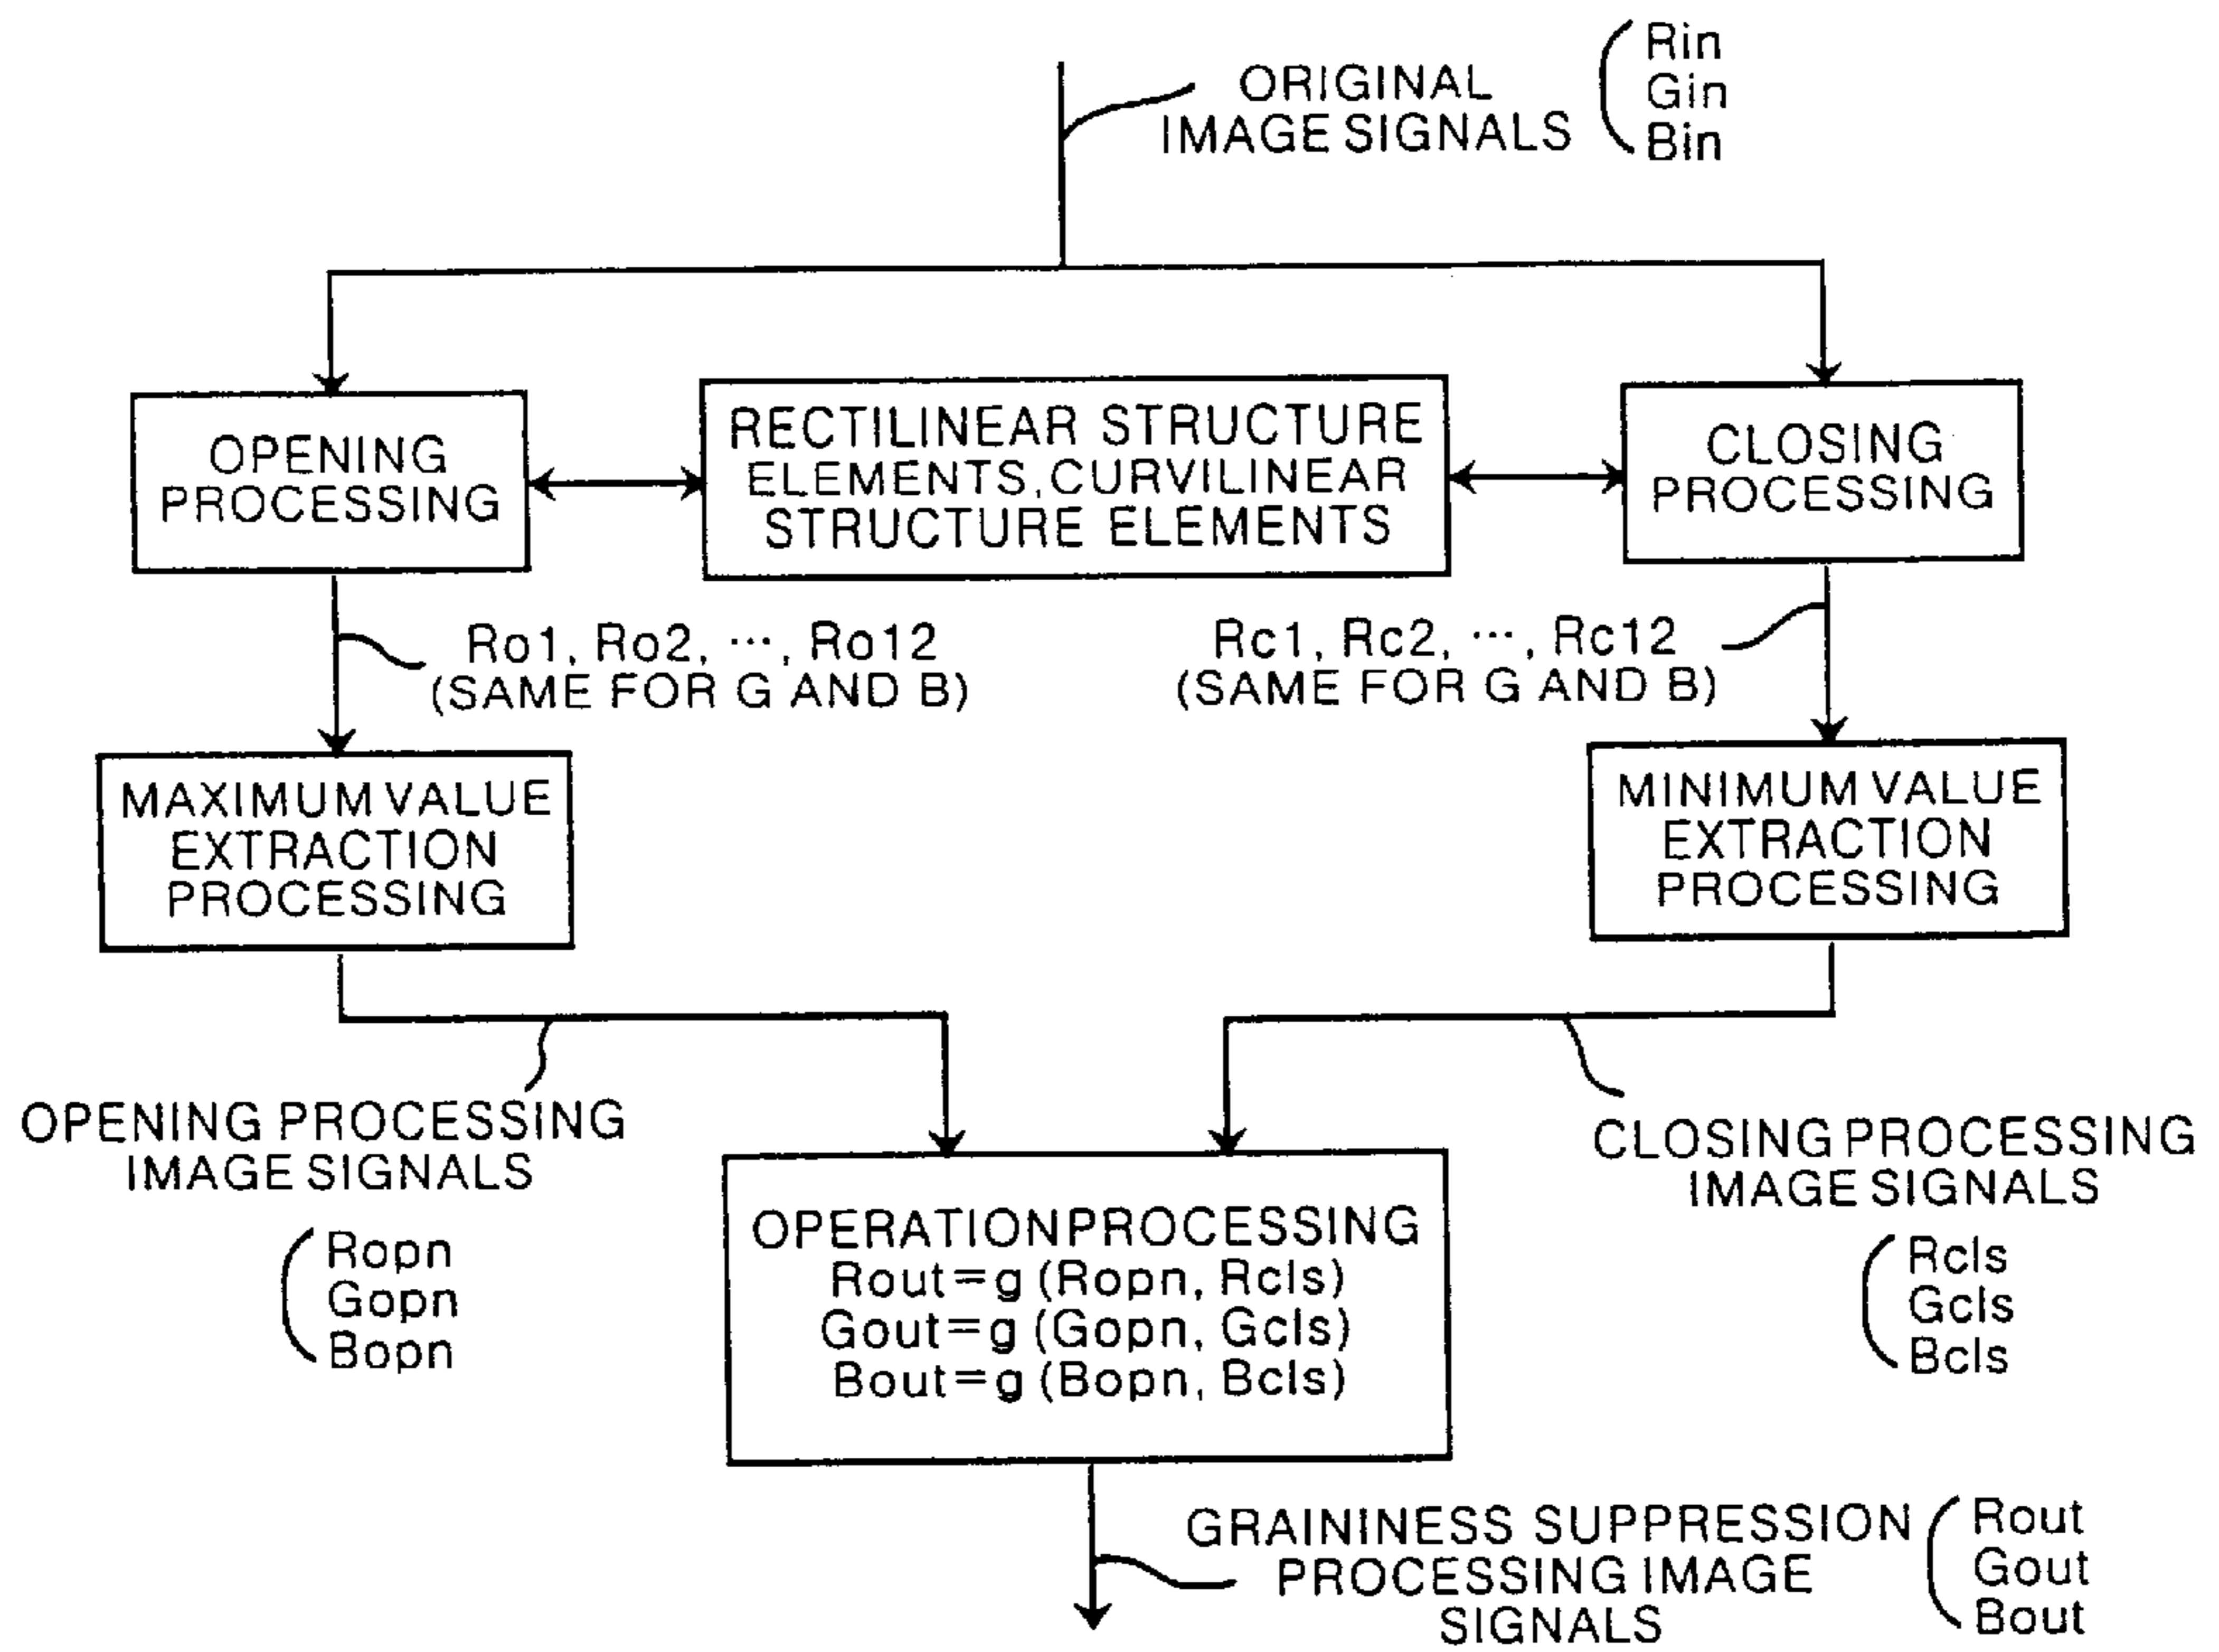 ORIGINAL
IMAGE SIGNALS
Rin
Gin
Bin
OPENING
PROCESSING
RECTILINEAR STRUCTURE
ELEMENTS, CURVILINEAR
STRUCTURE ELEMENTS
CLOSING
PROCESSING
Ro1, Ro2, ···, Ro12
(SAME FOR G AND B)
Rc1, Rc2, ···, Rc12
(SAME FOR G AND B)
MAXIMUM VALUE
EXTRACTION
PROCESSING
MINIMUM VALUE
EXTRACTION
PROCESSING
OPENING PROCESSING
IMAGE SIGNALS
Ropn
Gopn
Bopn
CLOSING PROCESSING
IMAGE SIGNALS
Rcls
Gcls
Bcls
OPERATION PROCESSING
Rout=g (Ropn, Rcls)
Gout=g (Gopn, Gcls)
Bout=g (Bopn, Bcls)
GRAININESS SUPPRESSION
PROCESSING IMAGE
SIGNALS
Rout
Gout
Bout